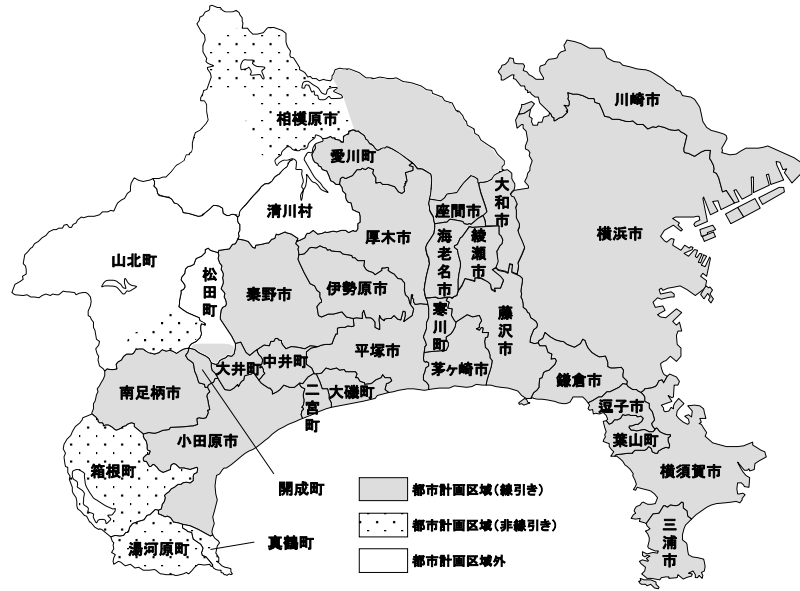 川崎市
相模原市
愛川町
大和市
座間市
清川村
厚木市
海老名市
綾瀬市
横浜市
山北町
松田町
秦野市
伊勢原市
寒川町
藤沢市
平塚市
中井町
大井町
茅ヶ崎市
鎌倉市
南足柄市
二宮町
大磯町
逗子市
葉山町
小田原市
箱根町
横須賀市
開成町
都市計画区域(線引き)
都市計画区域(非線引き)
都市計画区域外
湯河原町
真鶴町
三浦市